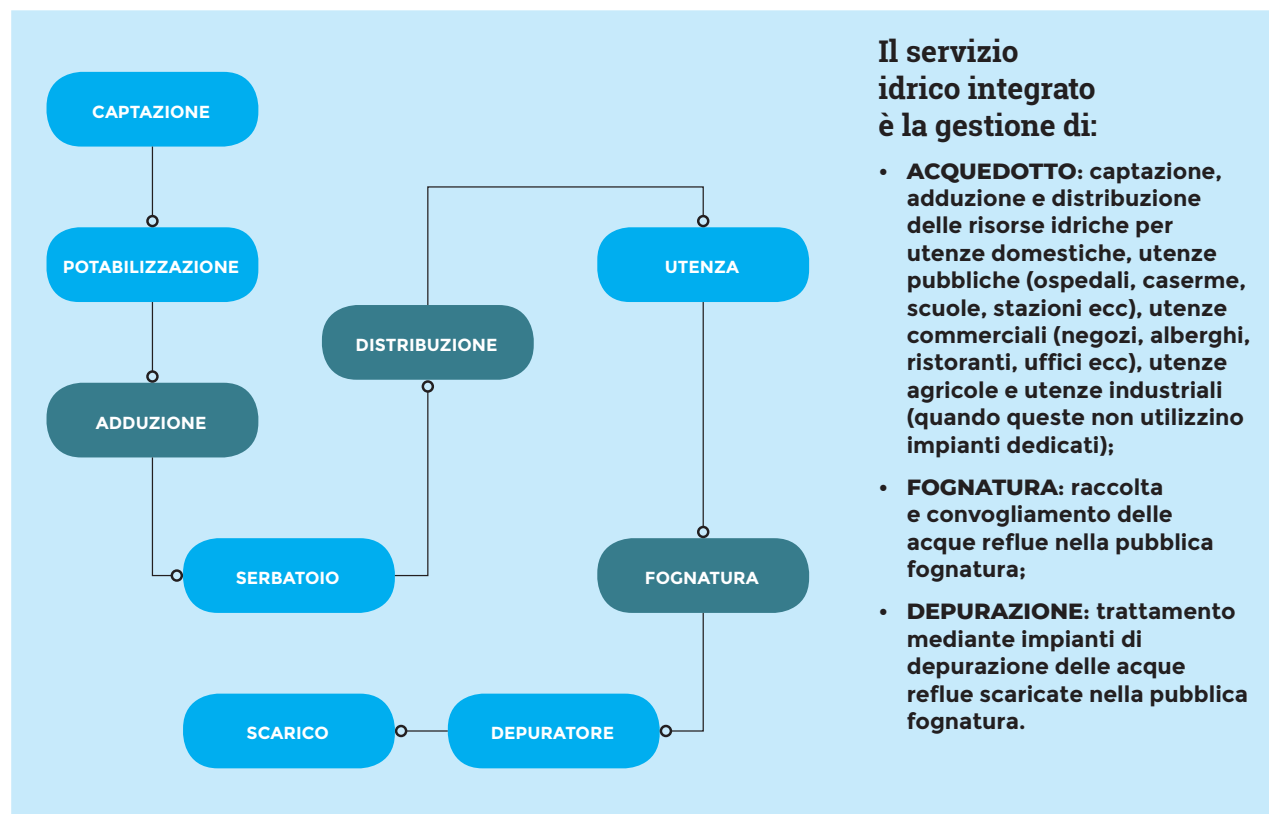 CAPTAZIONE
POTABILIZZAZIONE
ADDUZIONE
SERBATOIO
DISTRIBUZIONE
UTENZA
FOGNATURA
DEPURATORE
SCARICO
Il servizio
idrico integrato
è la gestione di:
• ACQUEDOTTO: captazione,
adduzione e distribuzione
delle risorse idriche per
utenze domestiche, utenze
pubbliche (ospedali, caserme,
scuole, stazioni ecc), utenze
commerciali (negozi, alberghi,
ristoranti, uffici ecc), utenze
agricole e utenze industriali
(quando queste non utilizzino
impianti dedicati);
• FOGNATURA: raccolta
e convogliamento delle
acque reflue nella pubblica
fognatura;
• DEPURAZIONE: trattamento
mediante impianti di
depurazione delle acque
reflue scaricate nella pubblica
fognatura.